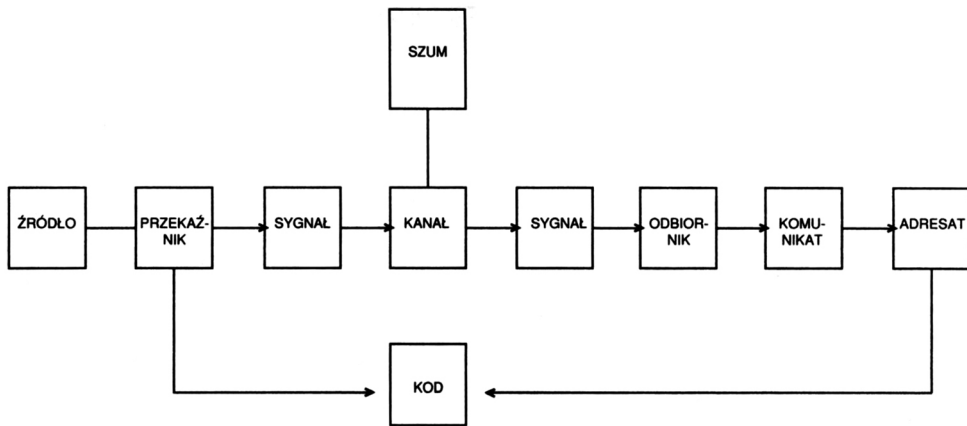 SZUM
ŹRÓDŁO
PRZEKAŹ-
NIK
SYGNAŁ
KANAŁ
SYGNAŁ
ODBIOR-
NIK
KOMU-
NIKAT
ADRESAT
KOD